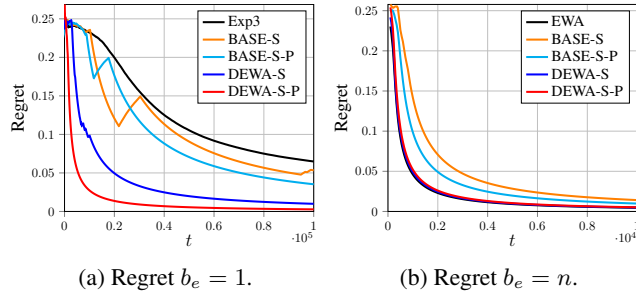 0.25
0.2
0.15
0.1
0.05
0
Regret
Exp3
BASE-S
BASE-S-P
DEWA-S
DEWA-S-P
0 0.2 0.4 0.6 0.8 1
t
·10^5
(a) Regret b_e = 1.
0.25
0.2
0.15
0.1
0.05
0
Regret
EWA
BASE-S
BASE-S-P
DEWA-S
DEWA-S-P
0 0.2 0.4 0.6 0.8 1
t
·10^4
(b) Regret b_e = n.